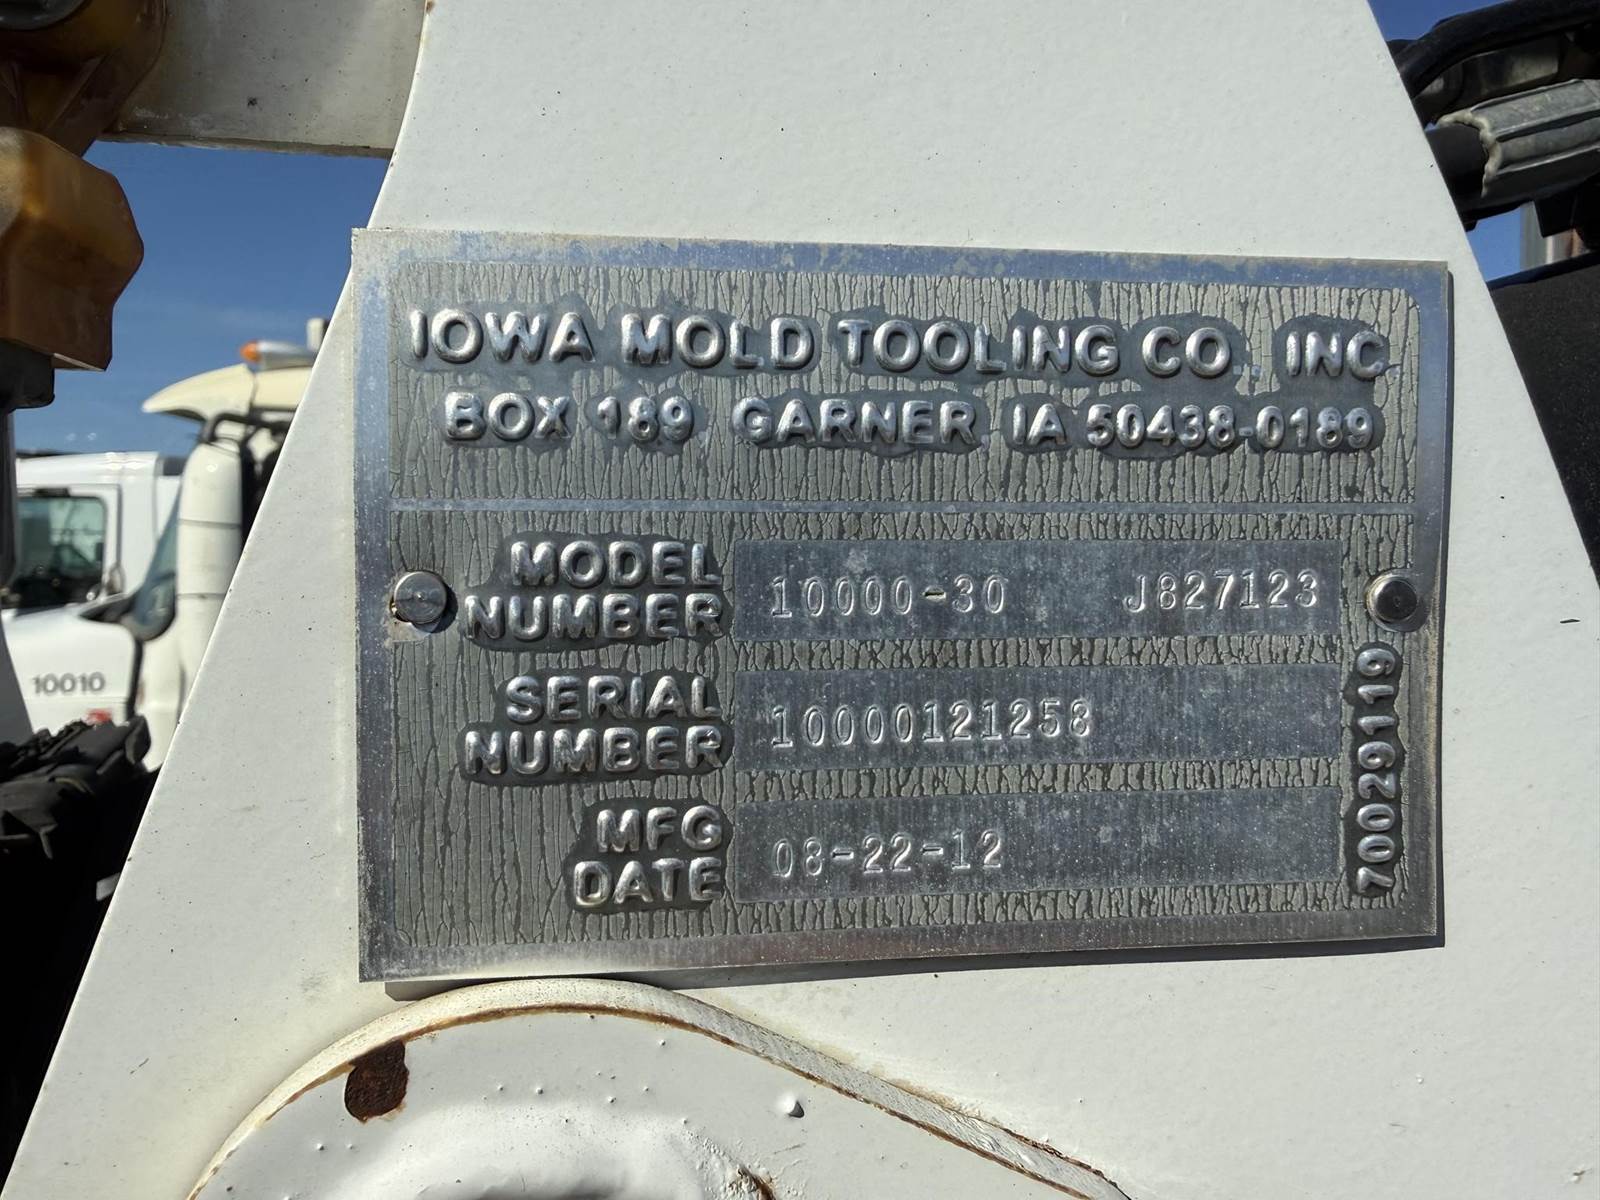 IOWA MOLD TOOLING CO., INC
BOX 189 GARNER IA 50438-0189
MODEL NUMBER 10000-30 J827123
SERIAL NUMBER 10000121258
MFG DATE 08-22-12
70029119
10010